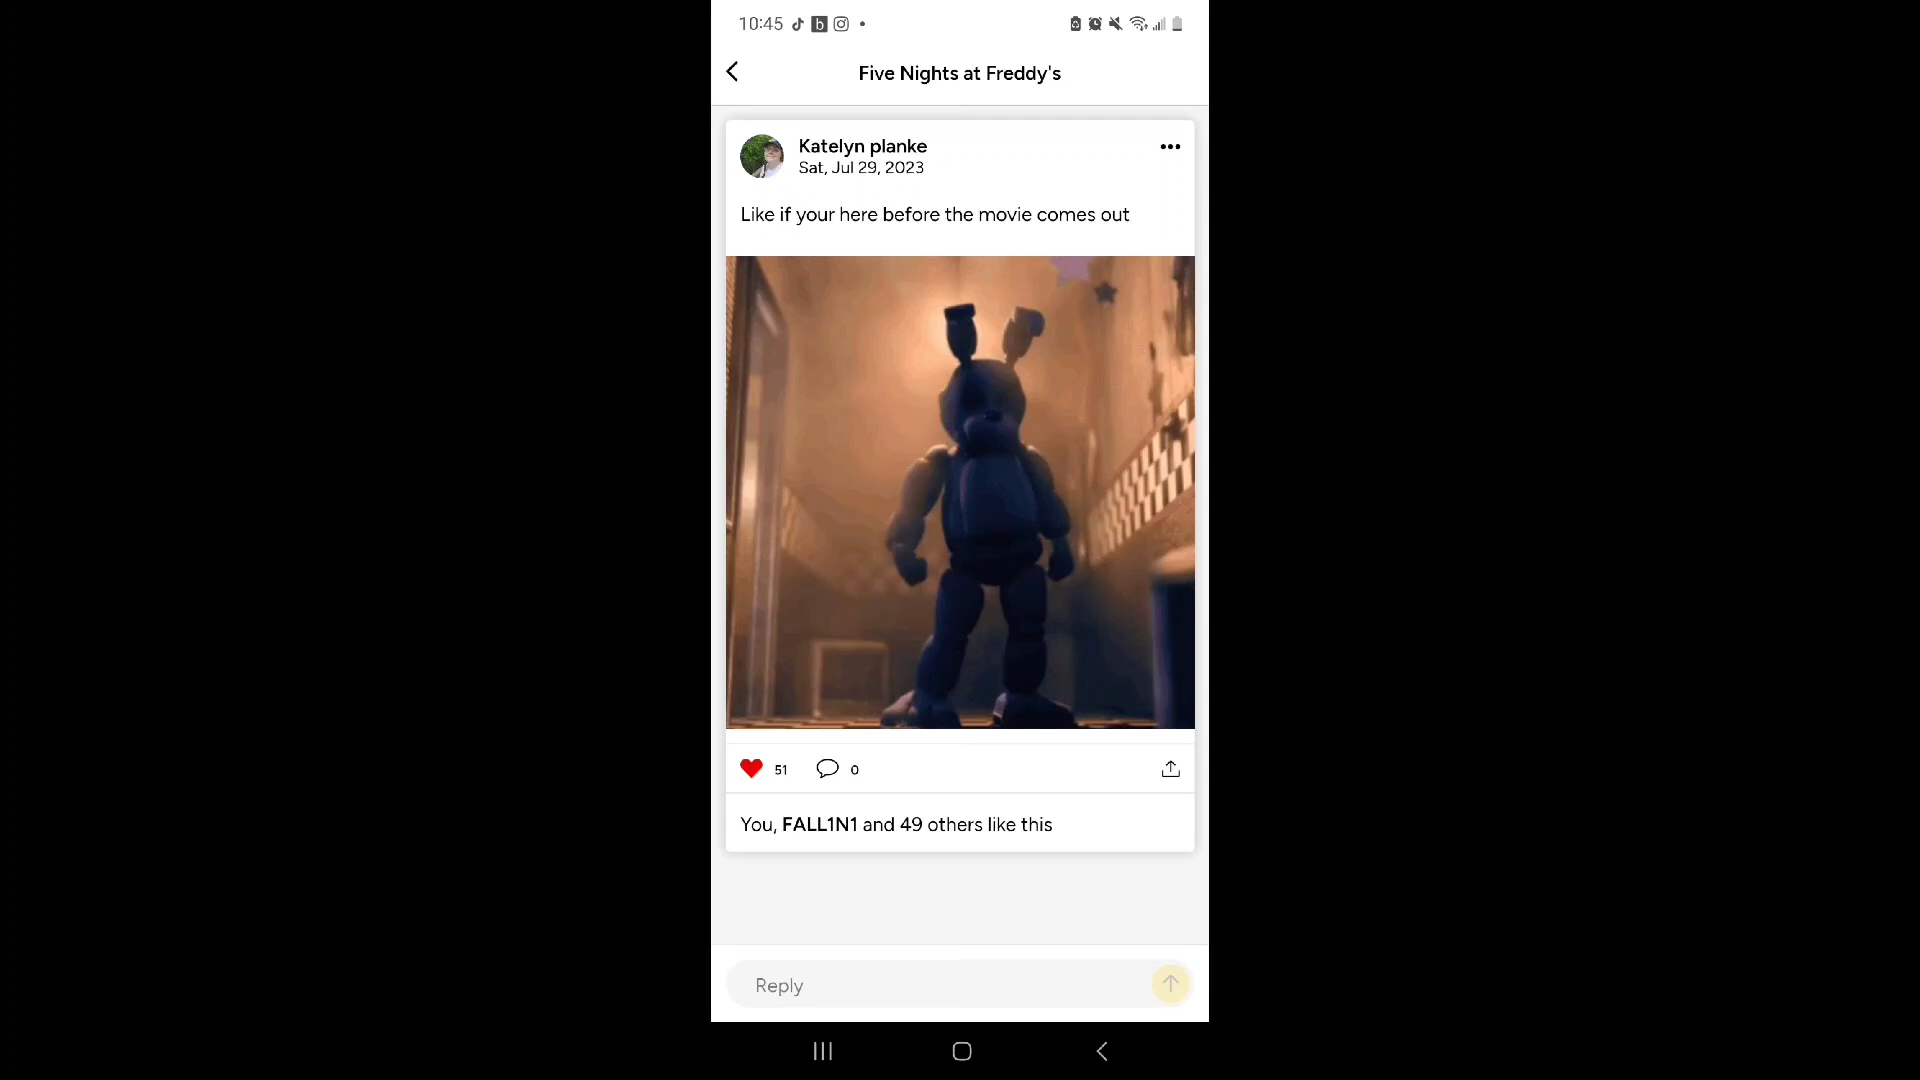 10:45
Five Nights at Freddy's
Katelyn planke
Sat, Jul 29, 2023
Like if your here before the movie comes out
51 0
You, FALL1N1 and 49 others like this
Reply